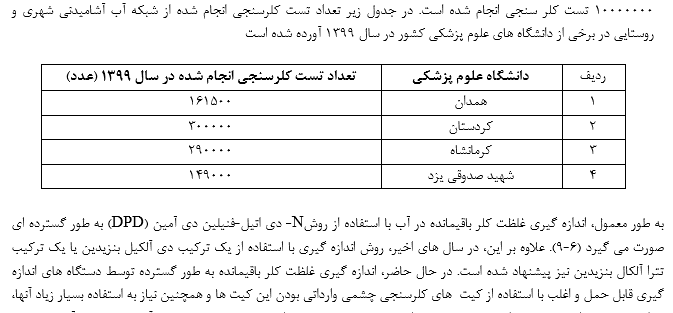 ۱۰۰۰۰۰۰۰ تست کلر سنجی انجام شده است. در جدول زیر تعداد تست کلرسنجی انجام شده از شبکه آب آشامیدنی شهری و
روستایی در برخی از دانشگاه های علوم پزشکی کشور در سال ۱۳۹۹ آورده شده است
ردیف دانشگاه علوم پزشکی تعداد تست کلرسنجی انجام شده در سال ۱۳۹۹ (عدد)
۱ همدان ۱۶۱۵۰۰
۲ کردستان ۳۰۰۰۰۰
۳ کرمانشاه ۲۹۰۰۰۰
۴ شهید صدوقی یزد ۱۴۹۰۰۰
به طور معمول، اندازه گیری غلظت کلر باقیمانده در آب با استفاده از روش N- دی اتیل-فنیلین دی آمین (DPD) به طور گسترده ای
صورت می گیرد (۶-۹). علاوه بر این، در سال های اخیر، روش اندازه گیری با استفاده از یک ترکیب دی آلکیل بنزیدین یا یک ترکیب
تترا آلکال بنزیدین نیز پیشنهاد شده است. در حال حاضر، اندازه گیری غلظت کلر باقیمانده به طور گسترده توسط دستگاه های اندازه
گیری قابل حمل و اغلب با استفاده از کیت های کلرسنجی چشمی وارداتی بودن این کیت ها و همچنین نیاز به استفاده بسیار زیاد آنها،